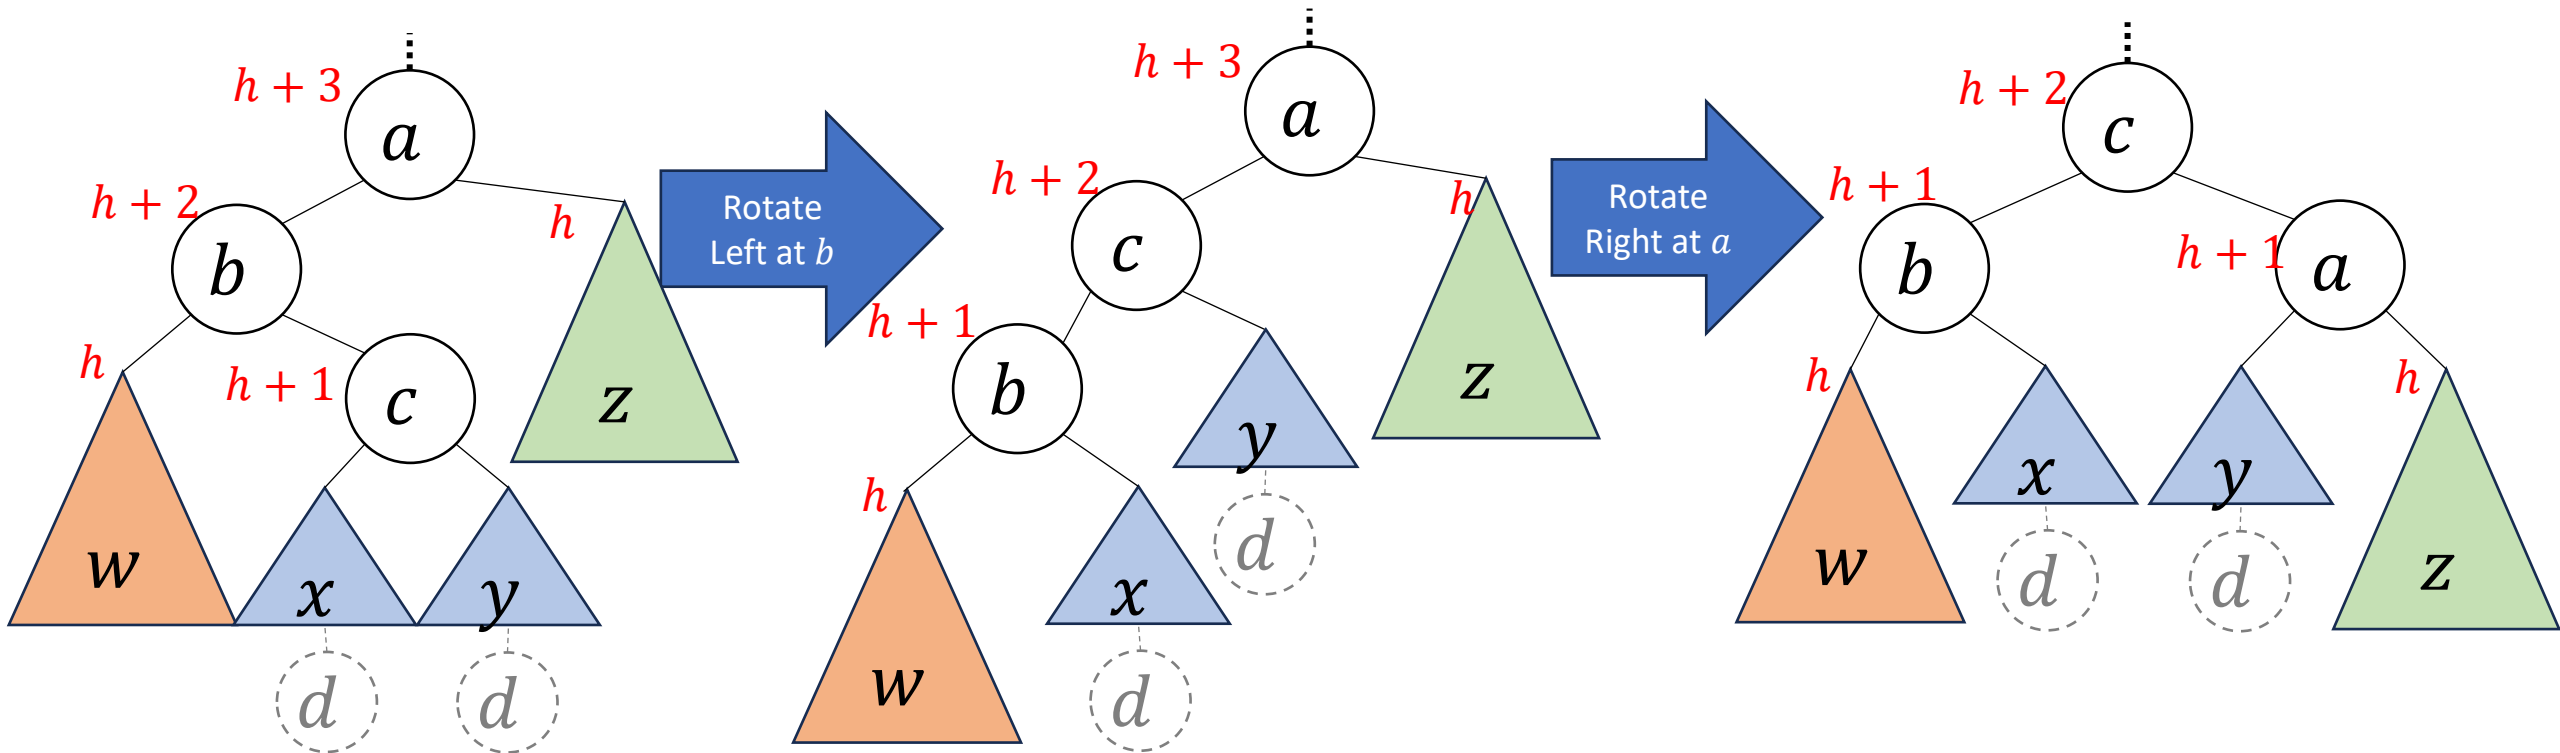 h + 3
a
h + 2
b
h
z
h
h + 1
c
w
x
y
d
d
Rotate
Left at b
h + 3
a
h + 2
c
h
z
h + 1
b
y
d
h
w
x
d
Rotate
Right at a
h + 2
c
h + 1
b
h + 1
a
h
w
x
d
y
d
h
z